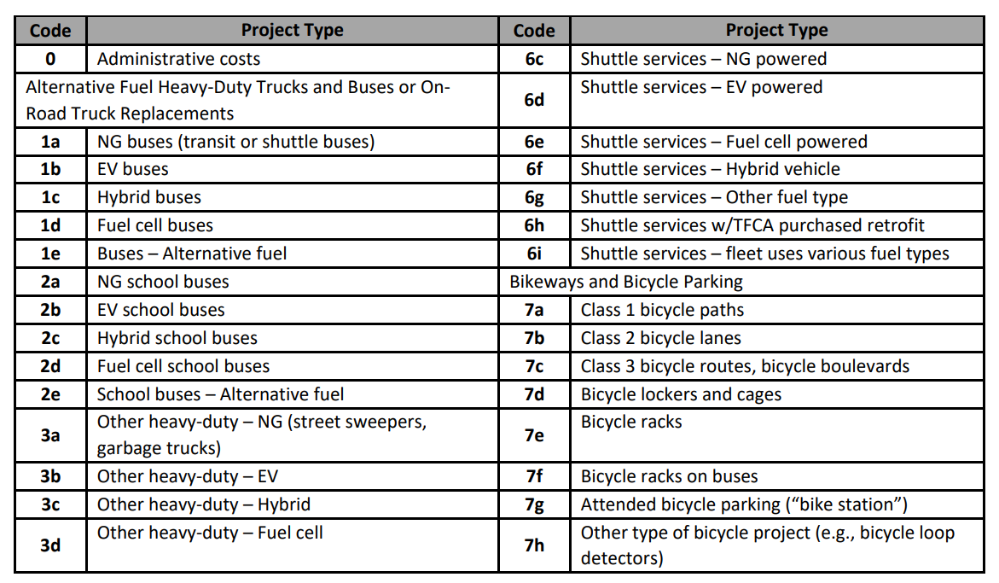 Code Project Type Code Project Type
0 Administrative costs 6c Shuttle services – NG powered
Alternative Fuel Heavy-Duty Trucks and Buses or On-
Road Truck Replacements
6d Shuttle services – EV powered
1a NG buses (transit or shuttle buses) 6e Shuttle services – Fuel cell powered
1b EV buses 6f Shuttle services – Hybrid vehicle
1c Hybrid buses 6g Shuttle services – Other fuel type
1d Fuel cell buses 6h Shuttle services w/TFCA purchased retrofit
1e Buses – Alternative fuel 6i Shuttle services – fleet uses various fuel types
2a NG school buses Bikeways and Bicycle Parking
2b EV school buses 7a Class 1 bicycle paths
2c Hybrid school buses 7b Class 2 bicycle lanes
2d Fuel cell school buses 7c Class 3 bicycle routes, bicycle boulevards
2e School buses – Alternative fuel 7d Bicycle lockers and cages
3a Other heavy-duty – NG (street sweepers,
garbage trucks)
7e Bicycle racks
3b Other heavy-duty – EV 7f Bicycle racks on buses
3c Other heavy-duty – Hybrid 7g Attended bicycle parking (“bike station”)
3d Other heavy-duty – Fuel cell 7h Other type of bicycle project (e.g., bicycle loop
detectors)